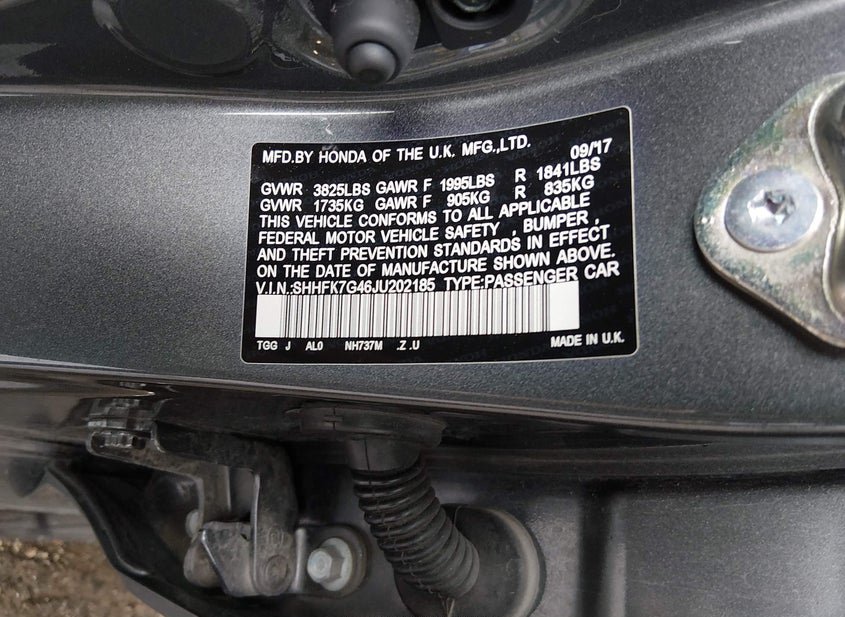 MFD.BY HONDA OF THE U.K. MFG.,LTD. 09/17
GVWR 3825LBS GAWR F 1995LBS R 1841LBS
GVWR 1735KG GAWR F 905KG R 835KG
THIS VEHICLE CONFORMS TO ALL APPLICABLE
FEDERAL MOTOR VEHICLE SAFETY , BUMPER ,
AND THEFT PREVENTION STANDARDS IN EFFECT
ON THE DATE OF MANUFACTURE SHOWN ABOVE.
V.I.N.:SHHFK7G46JU202185 TYPE:PASSENGER CAR
TGG J AL0 NH737M .Z .U MADE IN U.K.